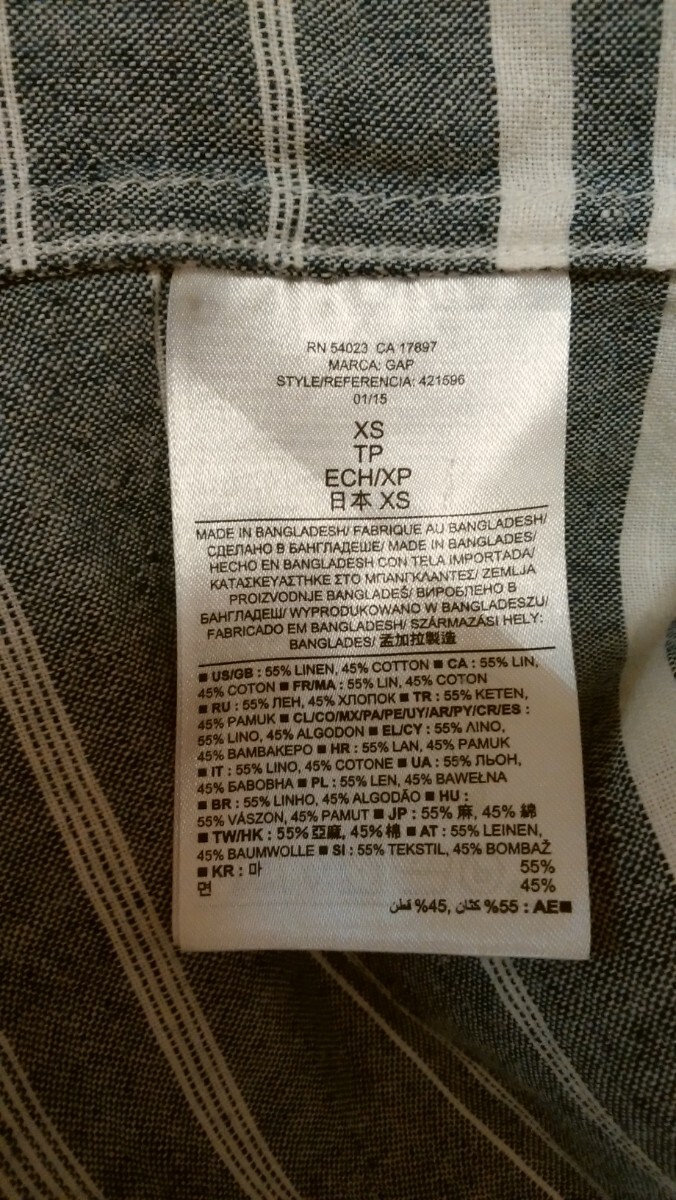 RN 54023 CA 17897
MARCA: GAP
STYLE/REFERENCIA: 421596
01/15
XS
TP
ECH/XP
日本 XS
MADE IN BANGLADESH/ FABRIQUE AU BANGLADESH/
СДЕЛАНО В БАНГЛАДЕШЕ/ MADE IN BANGLADES/
HECHO EN BANGLADESH CON TELA IMPORTADA/
ΚΑΤΑΣΚΕΥΑΣΤΗΚΕ ΣΤΟ ΜΠΑΝΓΚΛΑΝΤΕΣ/ ZEMLJA
PROIZVODNJE BANGLADEŠ/ ВИРОБЛЕНО В
БАНГЛАДЕШ/ WYPRODUKOWANO W BANGLADESZU/
FABRICADO EM BANGLADESH/ SZÁRMAZÁSI HELY:
BANGLADES/ 孟加拉製造
■ US/GB : 55% LINEN, 45% COTTON ■ CA : 55% LIN,
45% COTON ■ FR/MA : 55% LIN, 45% COTON
■ RU : 55% ЛЕН, 45% ХЛОПОК ■ TR : 55% KETEN,
45% PAMUK ■ CL/CO/MX/PA/PE/UY/AR/PY/CR/ES :
55% LINO, 45% ALGODON ■ EL/CY : 55% ΛΙΝΟ,
45% ΒΑΜΒΑΚΕΡΟ ■ HR : 55% LAN, 45% PAMUK
■ IT : 55% LINO, 45% COTONE ■ UA : 55% ЛЬОН,
45% БАВОВНА ■ PL : 55% LEN, 45% BAWEŁNA
■ BR : 55% LINHO, 45% ALGODÃO ■ HU :
55% VÁSZON, 45% PAMUT ■ JP : 55% 麻, 45% 綿
■ TW/HK : 55% 亞麻, 45% 棉 ■ AT : 55% LEINEN,
45% BAUMWOLLE ■ SI : 55% TEKSTIL, 45% BOMBAŽ
■ KR : 마 55%
면 45%
■AE : 55% كتان, 45% قطن